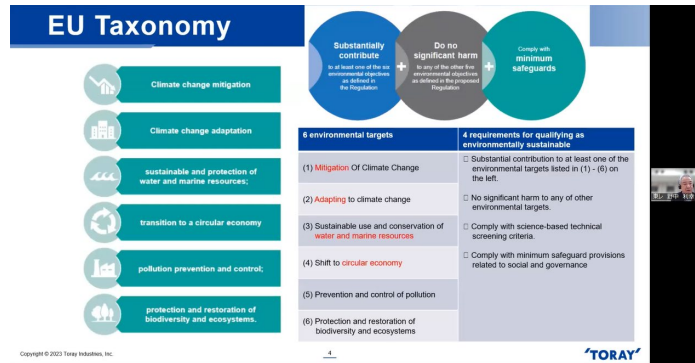 EU Taxonomy
Climate change mitigation
Climate change adaptation
sustainable and protection of
water and marine resources;
transition to a circular economy
pollution prevention and control;
protection and restoration of
biodiversity and ecosystems.
Substantially
contribute
to at least one of the six
environmental objectives
as defined in
the Regulation
+
Do no
significant harm
to any of the other five
environmental objectives
as defined in the proposed
Regulation
+
Comply with
minimum
safeguards
6 environmental targets
(1) Mitigation Of Climate Change
(2) Adapting to climate change
(3) Sustainable use and conservation of
water and marine resources
(4) Shift to circular economy
(5) Prevention and control of pollution
(6) Protection and restoration of
biodiversity and ecosystems
4 requirements for qualifying as
environmentally sustainable
□ Substantial contribution to at least one of the
environmental targets listed in (1) - (6) on
the left.
□ No significant harm to any of other
environmental targets.
□ Comply with science-based technical
screening criteria.
□ Comply with minimum safeguard provisions
related to social and governance
Copyright © 2023 Toray Industries, Inc.
4
'TORAY'